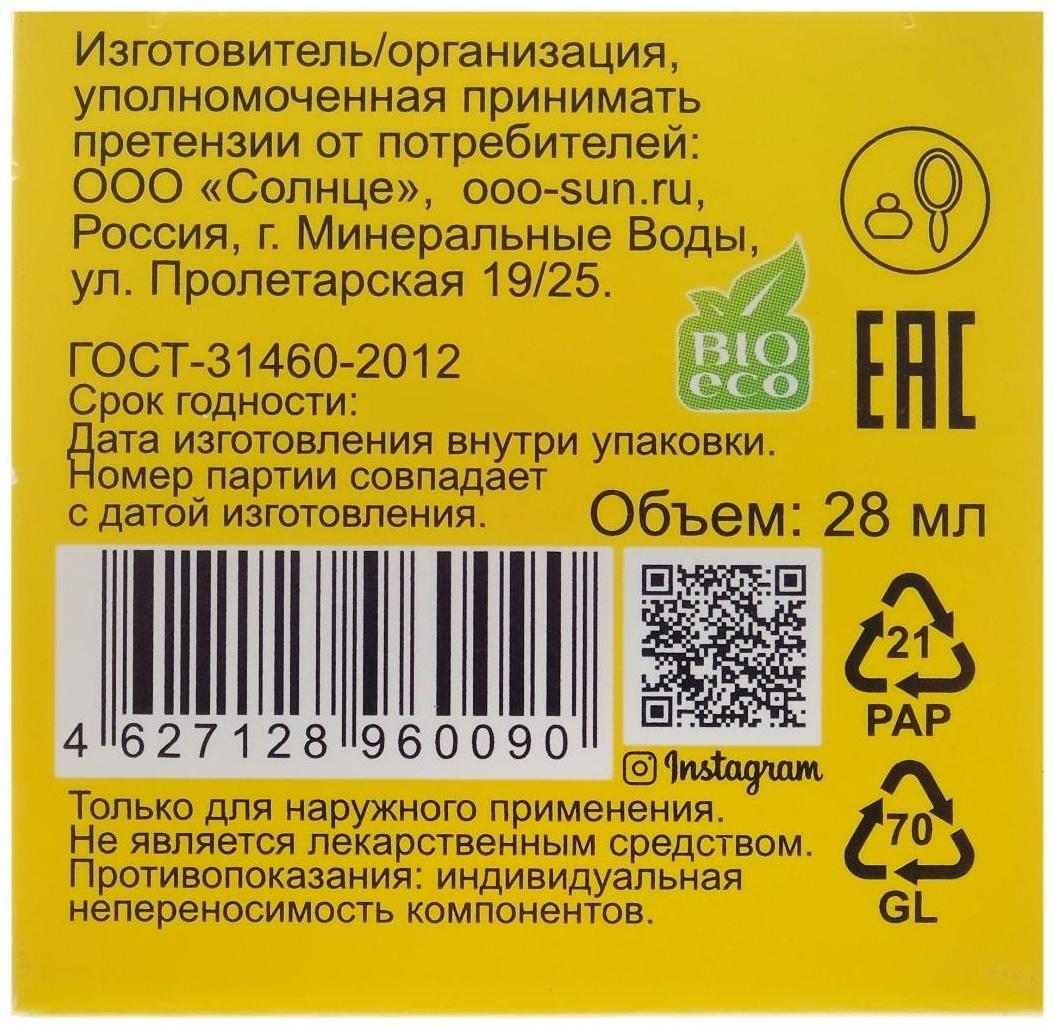 Изготовитель/организация,
уполномоченная принимать
претензии от потребителей:
ООО «Солнце», ooo-sun.ru,
Россия, г. Минеральные Воды,
ул. Пролетарская 19/25.
BIO
eco
EAC
ГОСТ-31460-2012
Срок годности:
Дата изготовления внутри упаковки.
Номер партии совпадает
с датой изготовления.
Объем: 28 мл
4 627128 960090
Instagram
21
PAP
70
GL
Только для наружного применения.
Не является лекарственным средством.
Противопоказания: индивидуальная
непереносимость компонентов.